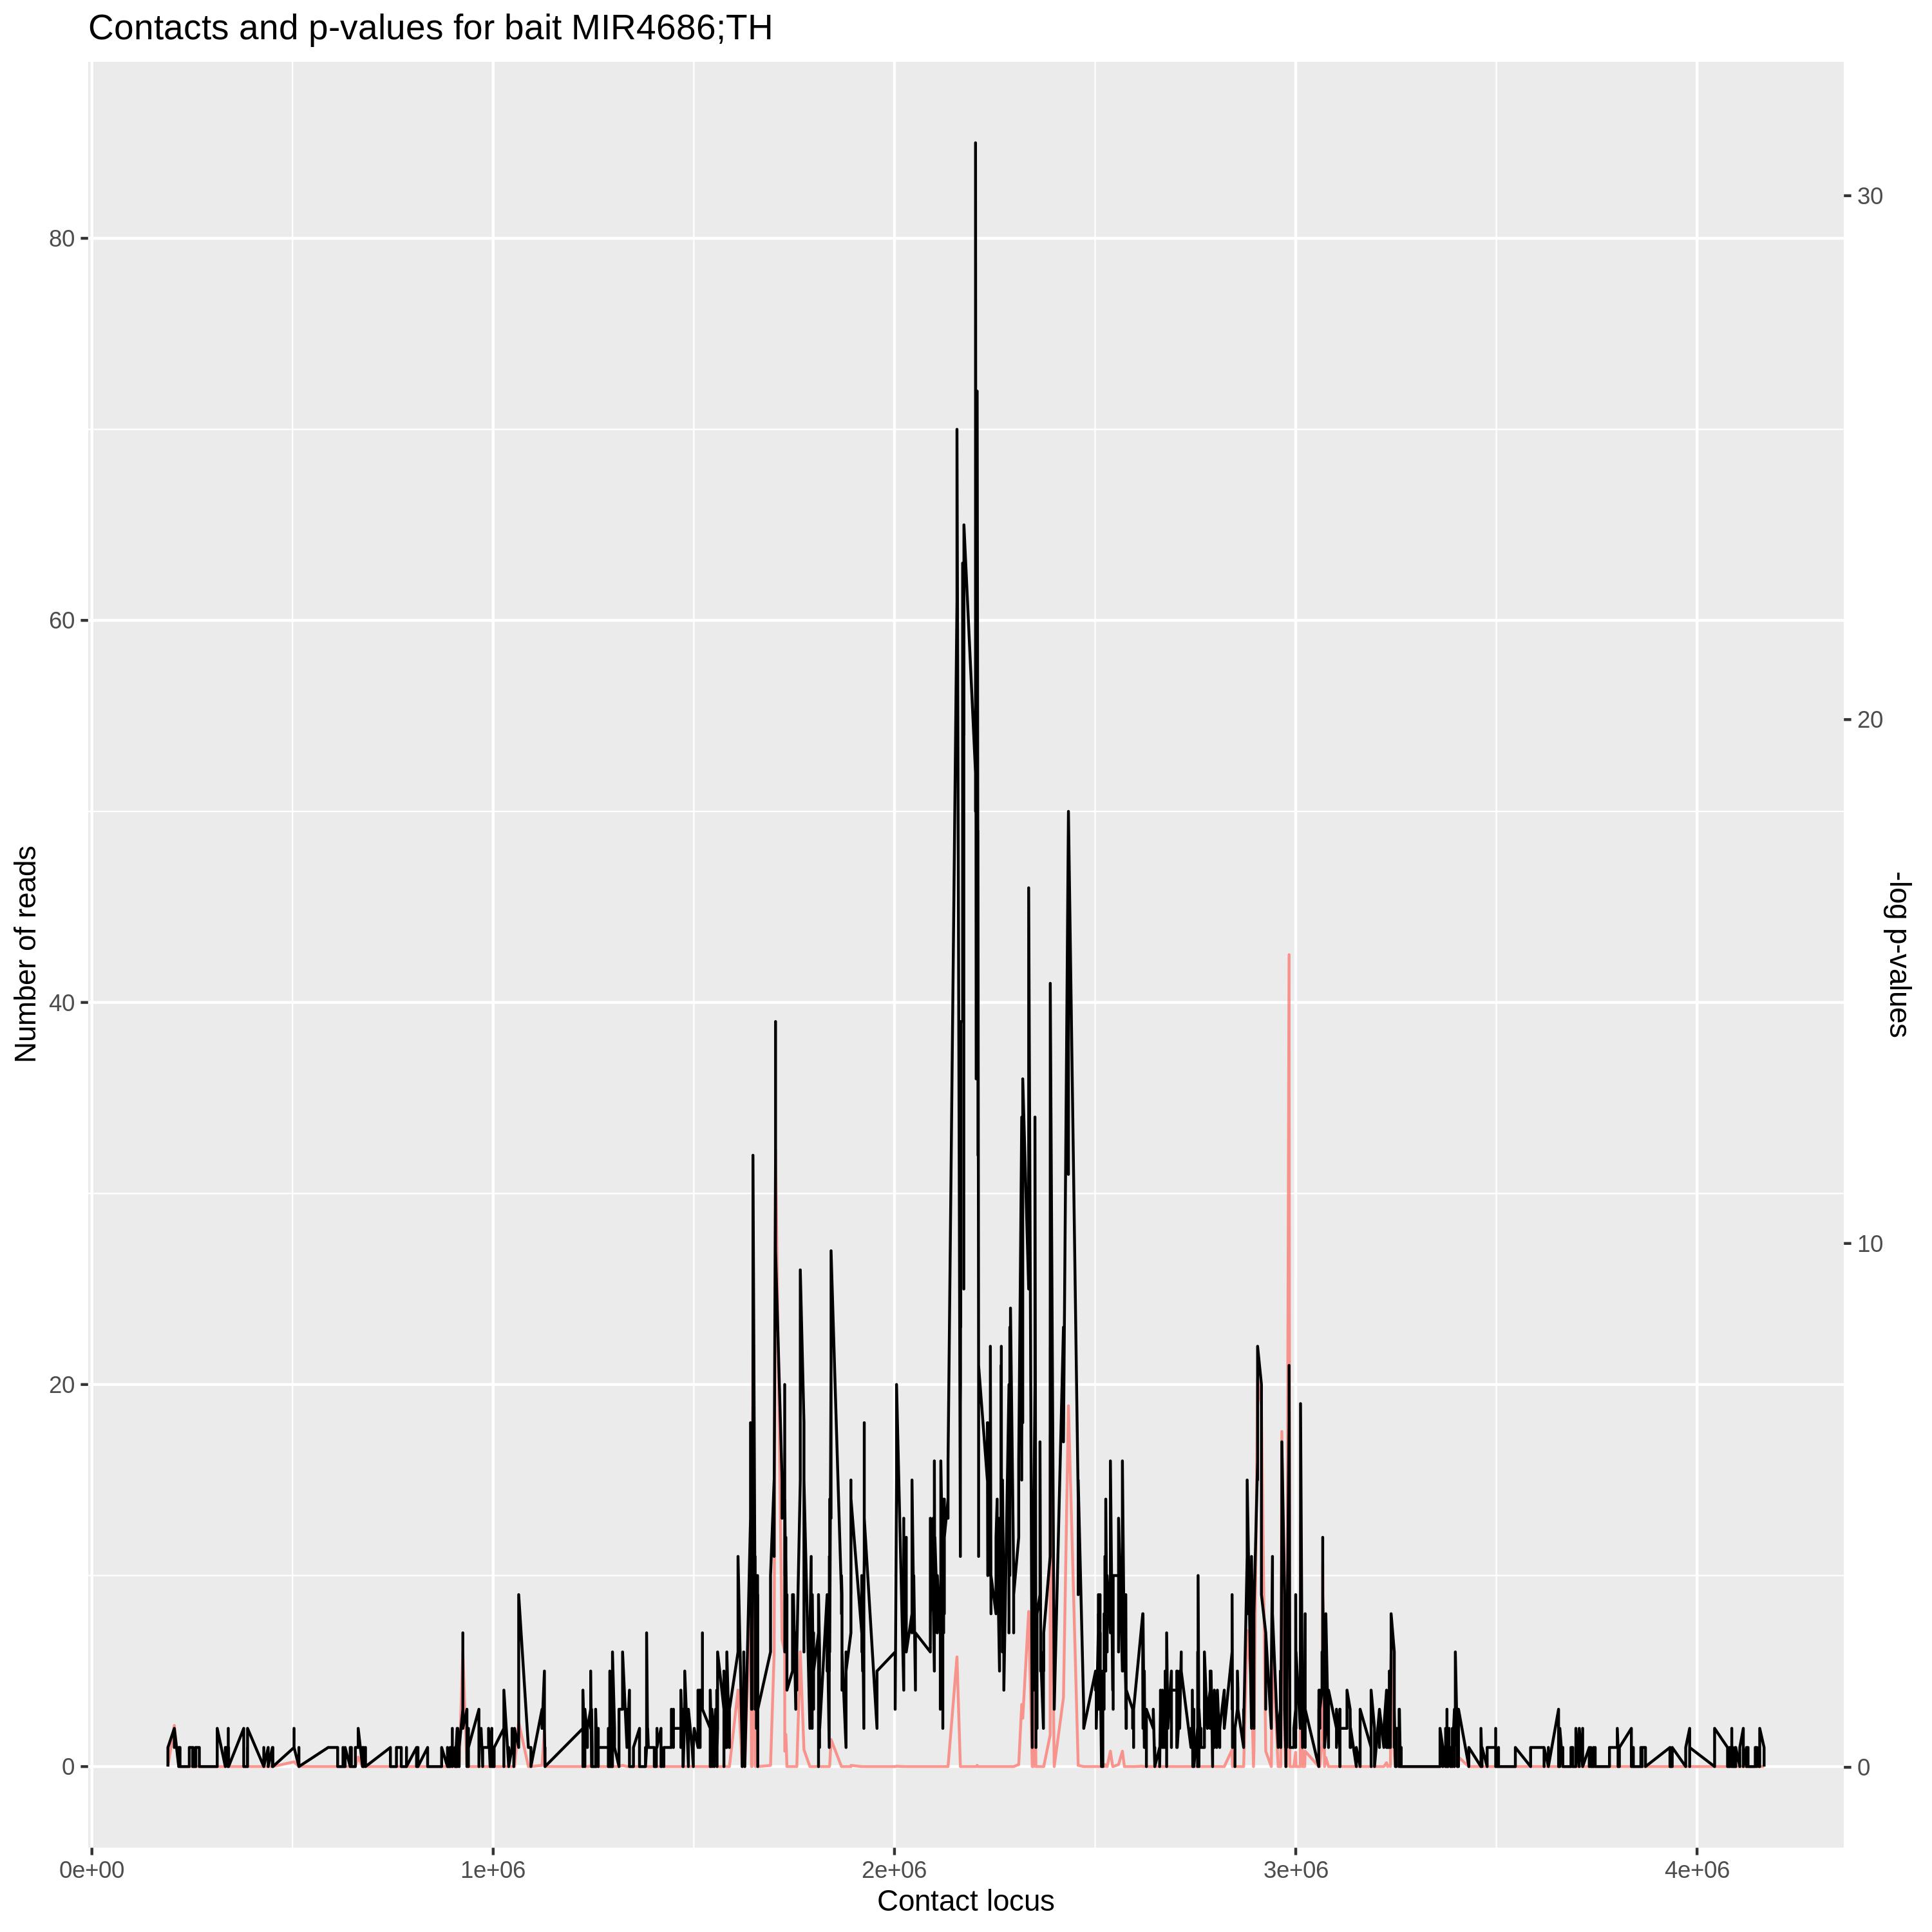 Contacts and p-values for bait MIR4686;TH
80
60
40
20
0
Number of reads
30
20
10
0
-log p-values
0e+00
1e+06
2e+06
3e+06
4e+06
Contact locus